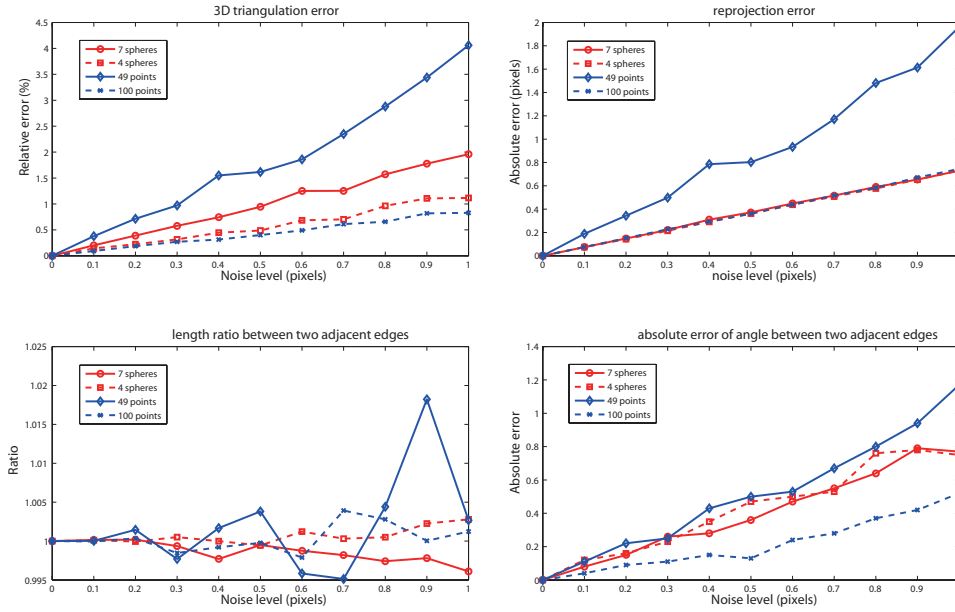 3D triangulation error
4.5
4
3.5
3
2.5
2
1.5
1
0.5
0
Relative error (%)
7 spheres
4 spheres
49 points
100 points
0 0.1 0.2 0.3 0.4 0.5 0.6 0.7 0.8 0.9 1
Noise level (pixels)
reprojection error
2
1.8
1.6
1.4
1.2
1
0.8
0.6
0.4
0.2
0
Absolute error (pixels)
7 spheres
4 spheres
49 points
100 points
0 0.1 0.2 0.3 0.4 0.5 0.6 0.7 0.8 0.9
noise level (pixels)
length ratio between two adjacent edges
1.025
1.02
1.015
1.01
1.005
1
0.995
Ratio
7 spheres
4 spheres
49 points
100 points
0 0.1 0.2 0.3 0.4 0.5 0.6 0.7 0.8 0.9 1
Noise level (pixels)
absolute error of angle between two adjacent edges
1.4
1.2
1
0.8
0.6
0.4
0.2
0
Absolute error
7 spheres
4 spheres
49 points
100 points
0 0.1 0.2 0.3 0.4 0.5 0.6 0.7 0.8 0.9
Noise level (pixels)